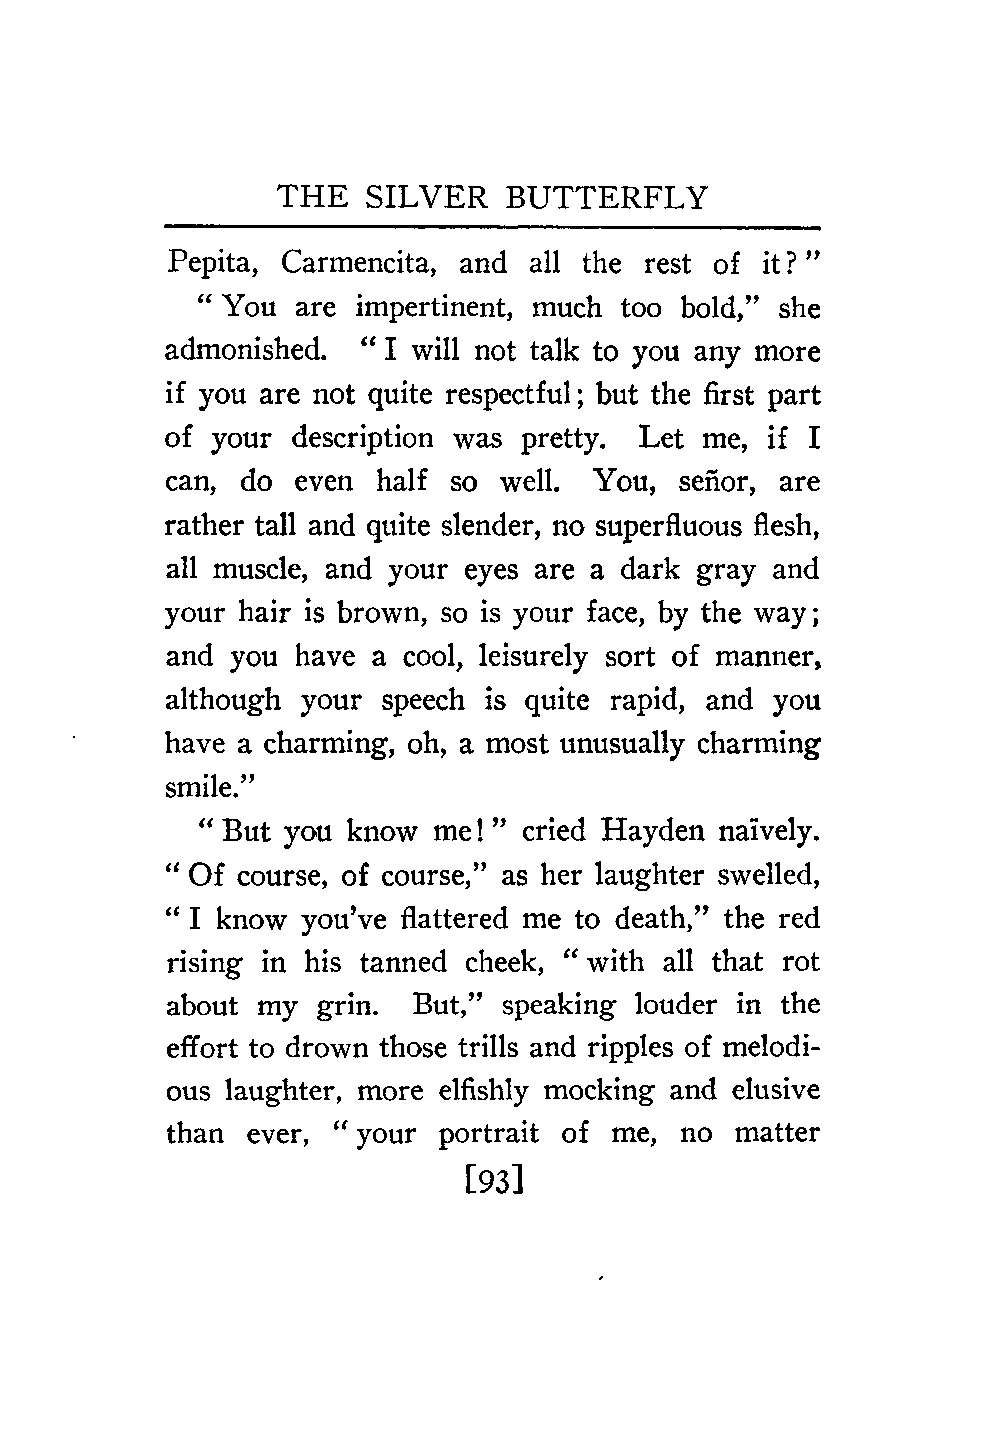 THE SILVER BUTTERFLY
Pepita, Carmencita, and all the rest of it?"
"You are impertinent, much too bold," she
admonished. "I will not talk to you any more
if you are not quite respectful; but the first part
of your description was pretty. Let me, if I
can, do even half so well. You, señor, are
rather tall and quite slender, no superfluous flesh,
all muscle, and your eyes are a dark gray and
your hair is brown, so is your face, by the way;
and you have a cool, leisurely sort of manner,
although your speech is quite rapid, and you
have a charming, oh, a most unusually charming
smile."
"But you know me!" cried Hayden naïvely.
"Of course, of course," as her laughter swelled,
"I know you've flattered me to death," the red
rising in his tanned cheek, "with all that rot
about my grin. But," speaking louder in the
effort to drown those trills and ripples of melodi-
ous laughter, more elfishly mocking and elusive
than ever, "your portrait of me, no matter
[93]